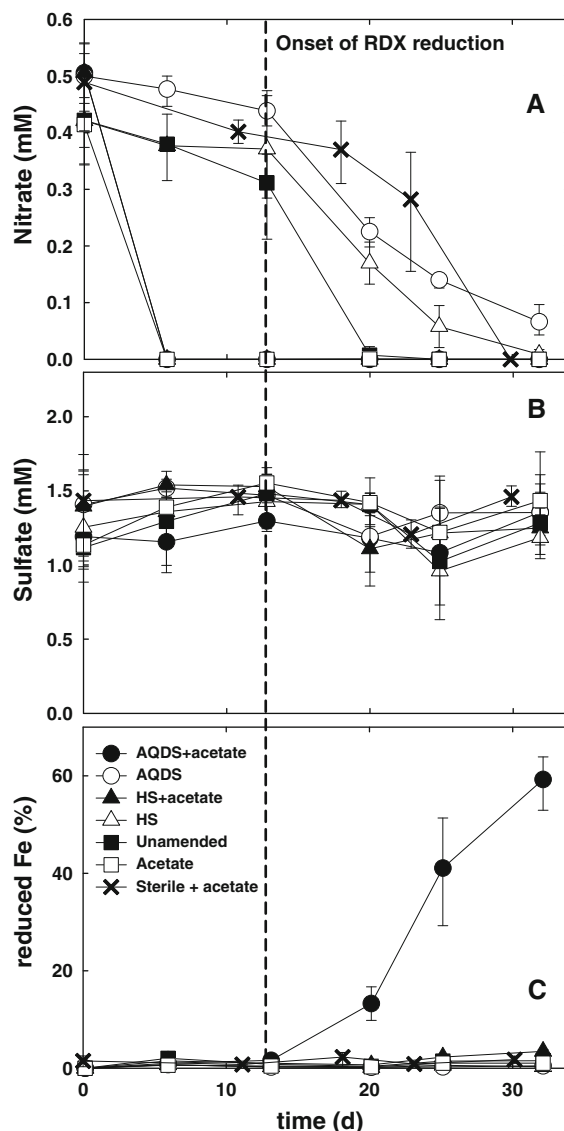 0.6
Onset of RDX reduction
0.5
A
0.4
0.3
0.2
0.1
0.0
Nitrate (mM)
B
2.0
1.5
1.0
0.5
0.0
Sulfate (mM)
AQDS+acetate
AQDS
HS+acetate
HS
Unamended
Acetate
Sterile + acetate
60
40
20
0
reduced Fe (%)
C
0 10 20 30
time (d)